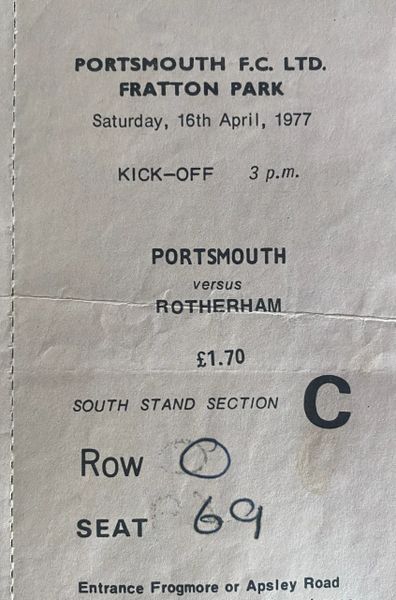 PORTSMOUTH F.C. LTD.
FRATTON PARK
Saturday, 16th April, 1977
KICK-OFF 3 p.m.
PORTSMOUTH
versus
ROTHERHAM
£1.70
SOUTH STAND SECTION C
Row O
SEAT 69
Entrance Frogmore or Apsley Road